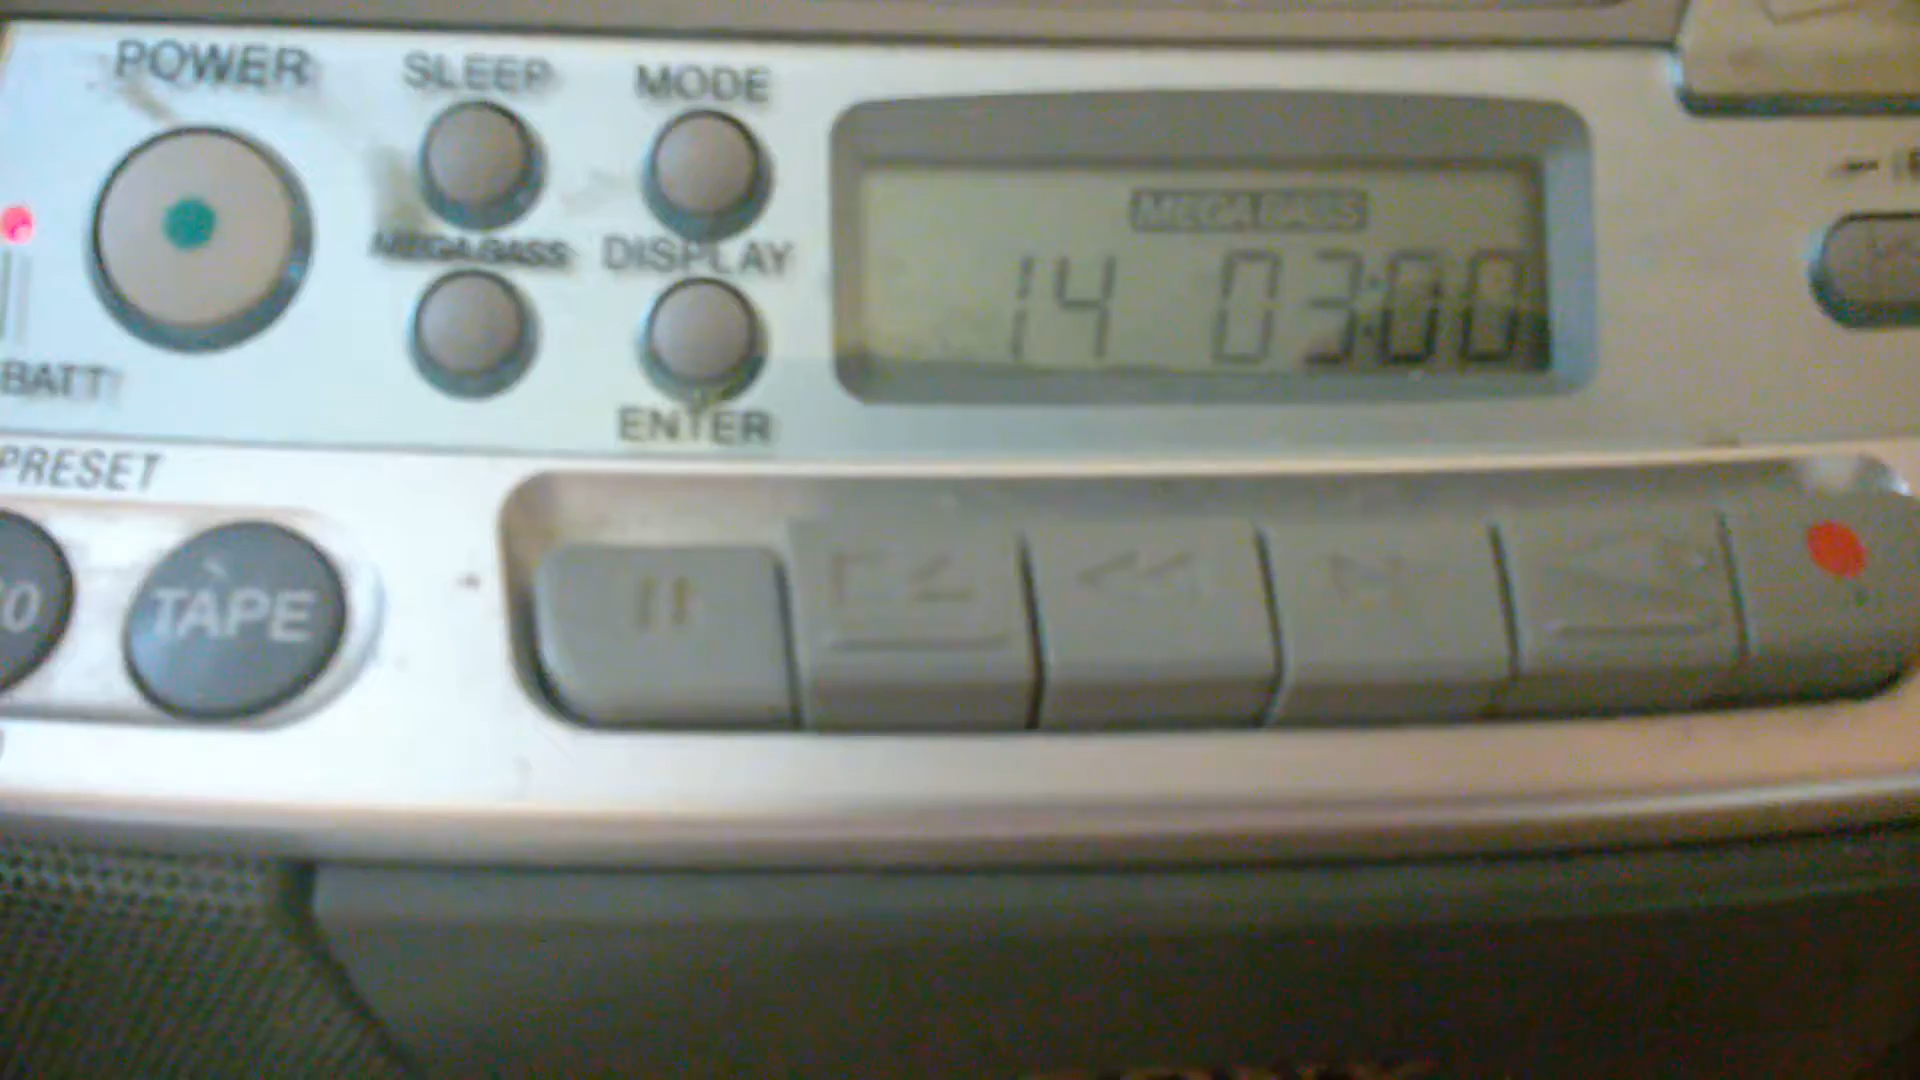 POWER
SLEEP
MODE
MEGA BASS
DISPLAY
ENTER
BATT
MEGA BASS
14 03:00
PRESET
TAPE